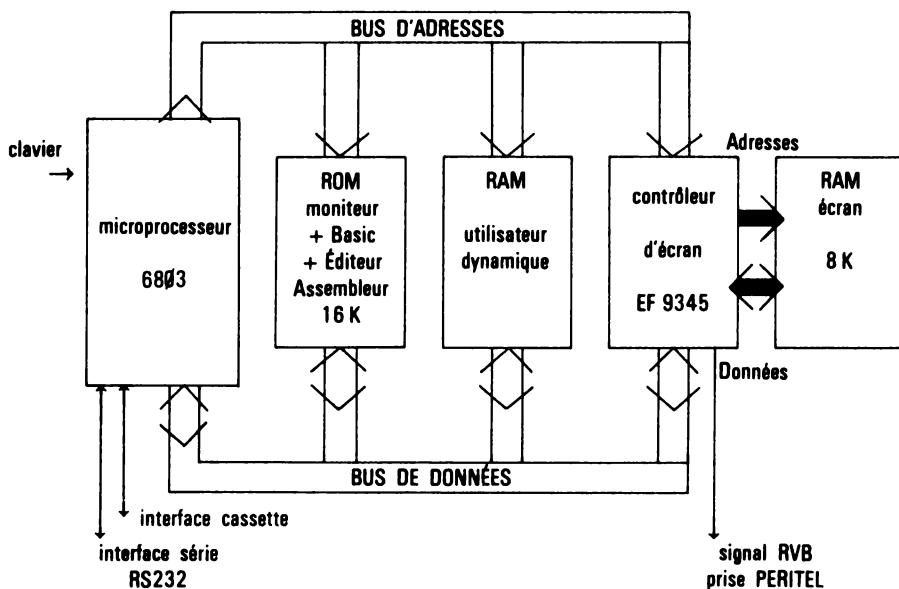 BUS D'ADRESSES
clavier
→
microprocesseur
68Ø3
ROM
moniteur
+ Basic
+ Éditeur
Assembleur
16 K
RAM
utilisateur
dynamique
contrôleur
d'écran
EF 9345
Adresses
RAM
écran
8 K
Données
BUS DE DONNÉES
interface cassette
interface série
RS232
signal RVB
prise PERITEL